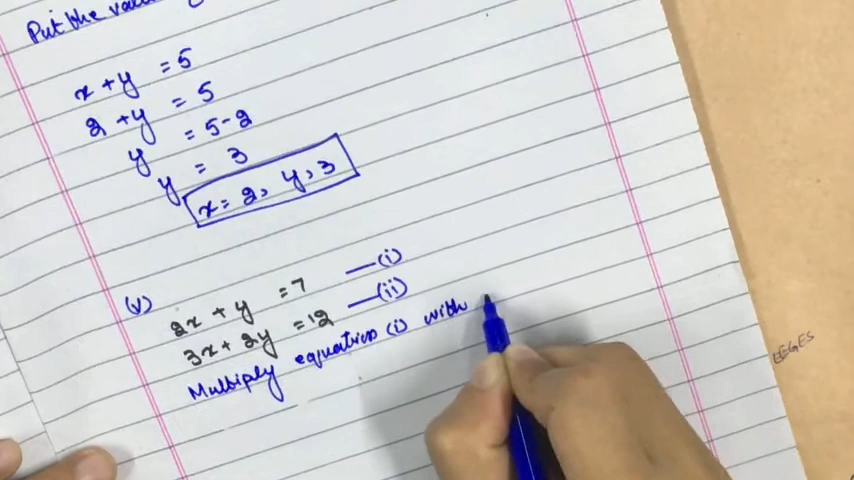 Put the
x + y = 5
2 + y = 5
y = 5-2
y = 3
x = 2, y, 3
(v) 2x + y = 7 —(i)
3x + 2y = 12 —(ii)
Multiply equation (i) with
EEGES